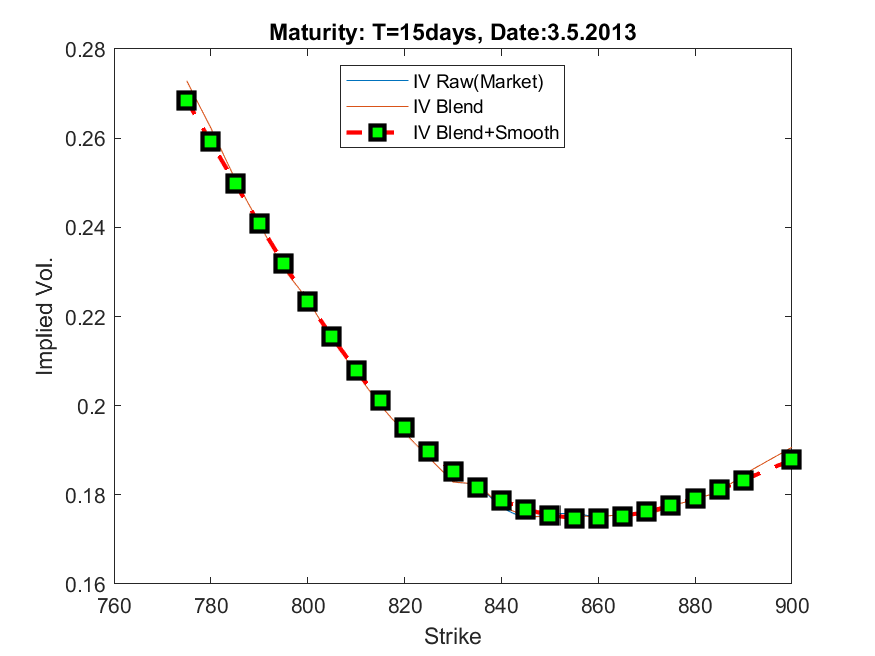 Maturity: T=15days, Date:3.5.2013
0.28
0.26
0.24
0.22
0.2
0.18
0.16
Implied Vol.
IV Raw(Market)
IV Blend
IV Blend+Smooth
760 780 800 820 840 860 880 900
Strike